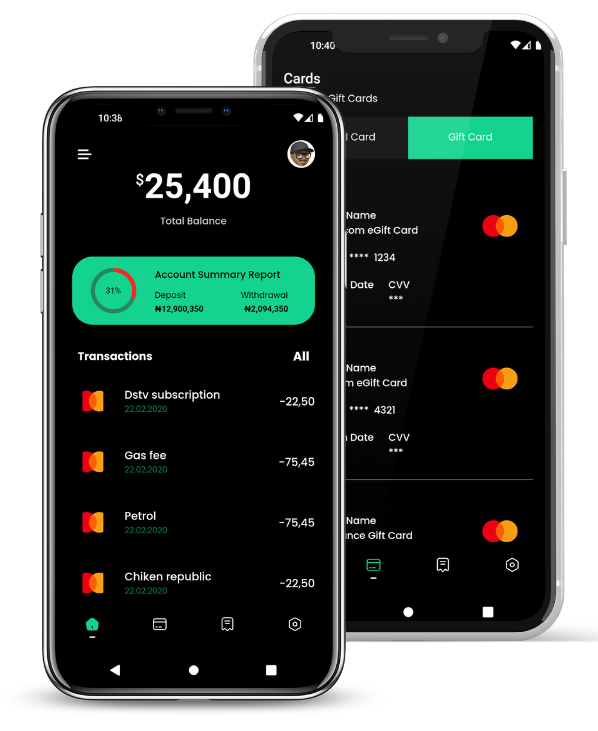 10:36
$25,400
Total Balance
31%
Account Summary Report
Deposit Withdrawal
₦12,900,350 ₦2,094,350
Transactions All
Dstv subscription -22,50
22.02.2020
Gas fee -75,45
22.02.2020
Petrol -75,45
22.02.2020
Chiken republic -22,50
22.02.2020
10:40
Cards
Gift Cards
Card Gift Card
Name
eGift Card
**** 1234
Date CVV
***
Name
eGift Card
**** 4321
Date CVV
***
Name
Gift Card